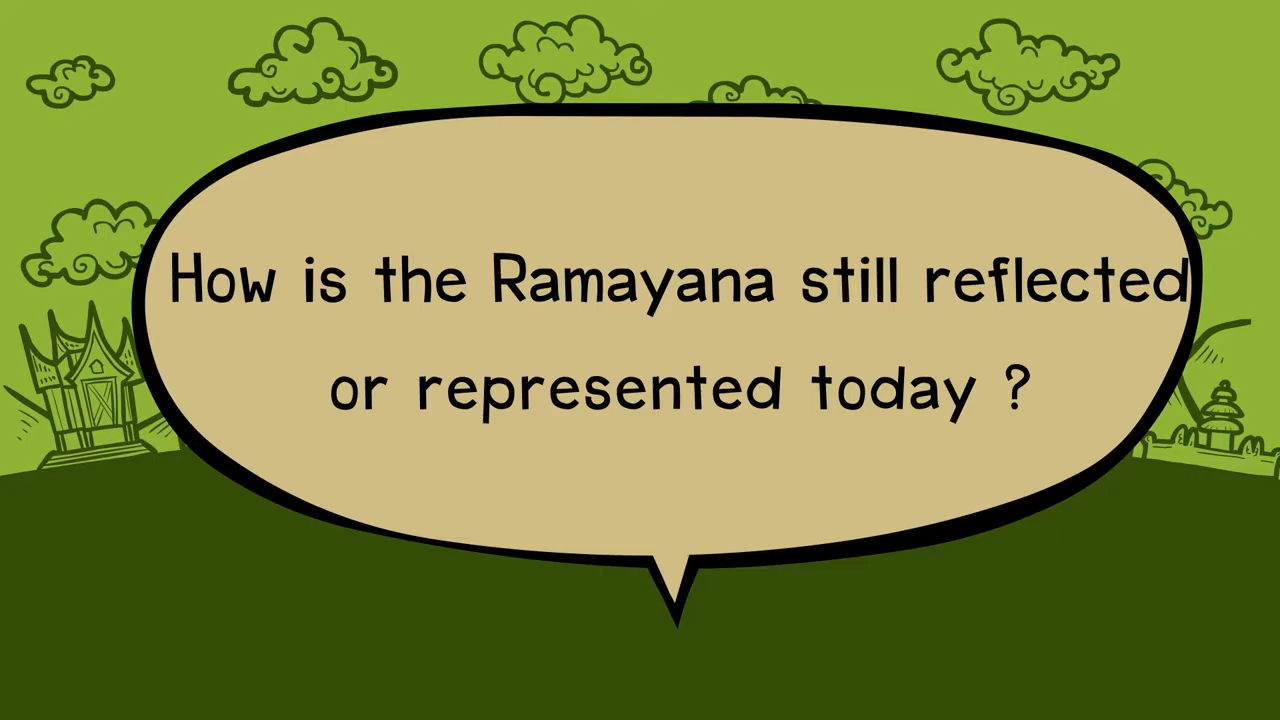 How is the Ramayana still reflected
or represented today ?